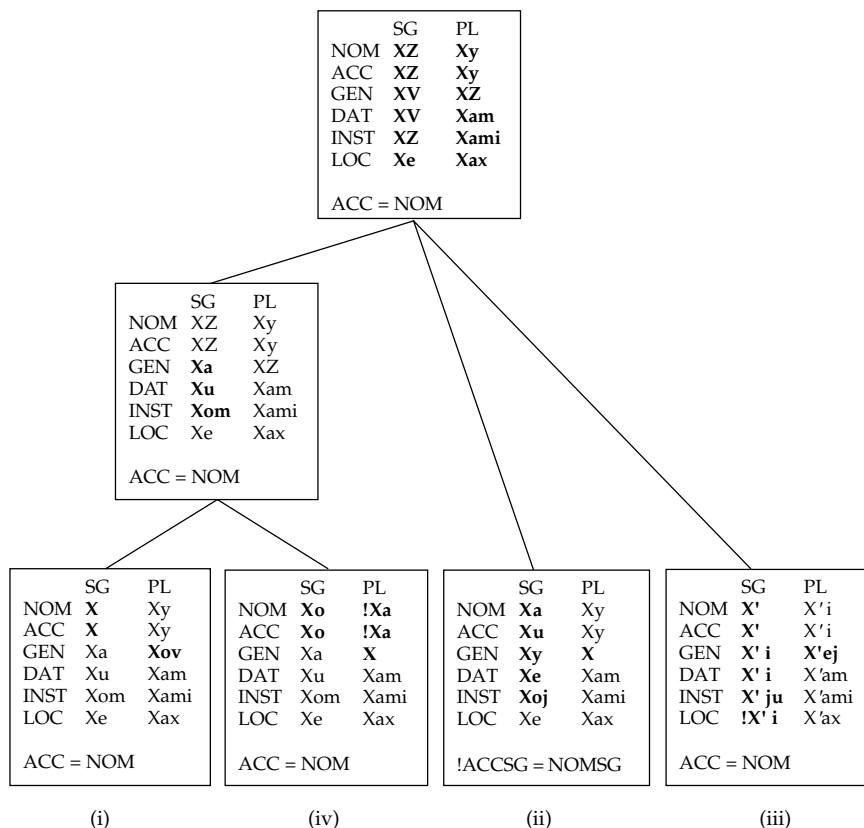 SG PL
NOM XZ Xy
ACC XZ Xy
GEN XV XZ
DAT XV Xam
INST XZ Xami
LOC Xe Xax
ACC = NOM
SG PL
NOM XZ Xy
ACC XZ Xy
GEN Xa XZ
DAT Xu Xam
INST Xom Xami
LOC Xe Xax
ACC = NOM
SG PL
NOM X Xy
ACC X Xy
GEN Xa Xov
DAT Xu Xam
INST Xom Xami
LOC Xe Xax
ACC = NOM
(i)
SG PL
NOM Xo !Xa
ACC Xo !Xa
GEN Xa X
DAT Xu Xam
INST Xom Xami
LOC Xe Xax
ACC = NOM
(iv)
SG PL
NOM Xa Xy
ACC Xu Xy
GEN Xy X
DAT Xe Xam
INST Xoj Xami
LOC Xe Xax
!ACCSG = NOMSG
(ii)
SG PL
NOM X' X'i
ACC X' X'i
GEN X' i X'ej
DAT X' i X'am
INST X' ju X'ami
LOC !X' i X'ax
ACC = NOM
(iii)